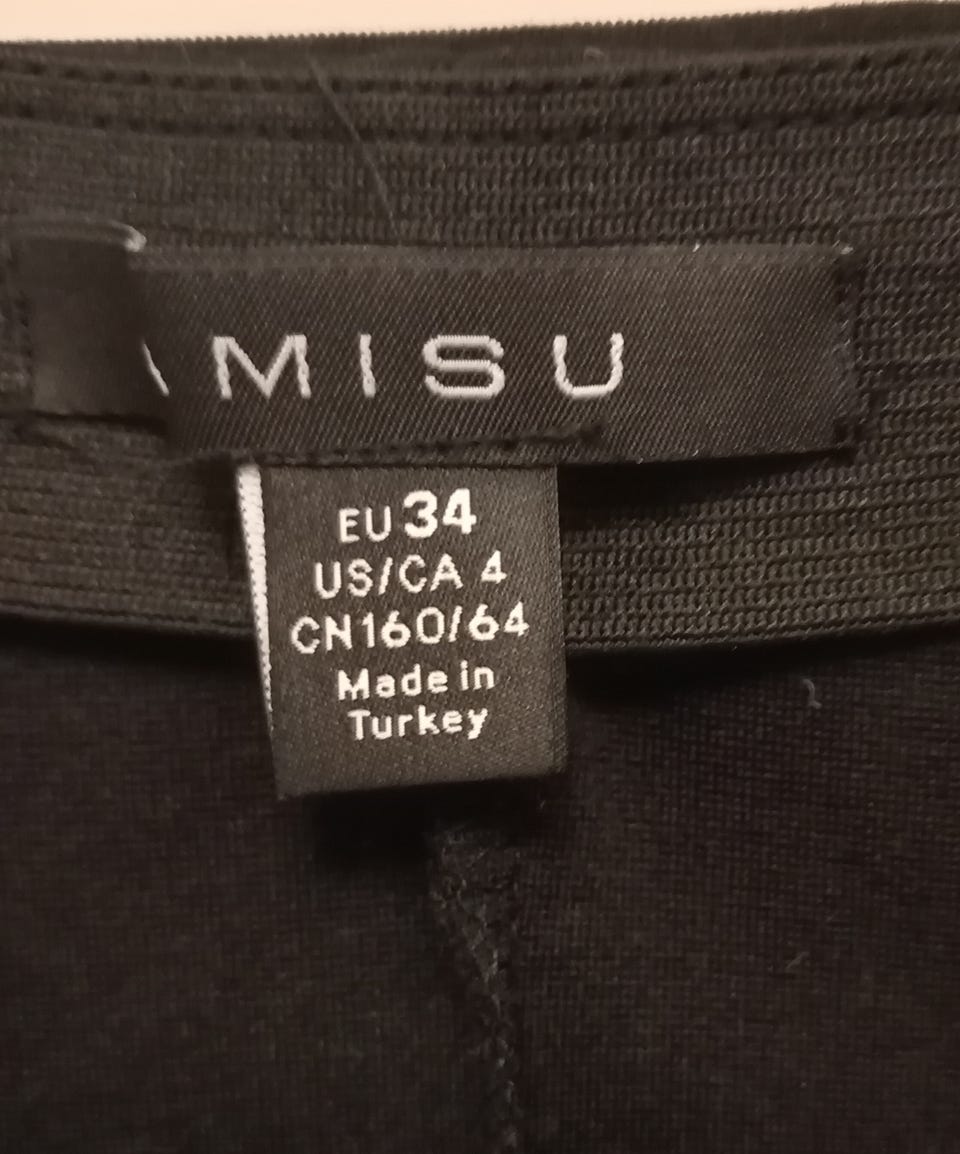 AMISU
EU 34
US/CA 4
CN160/64
Made in
Turkey